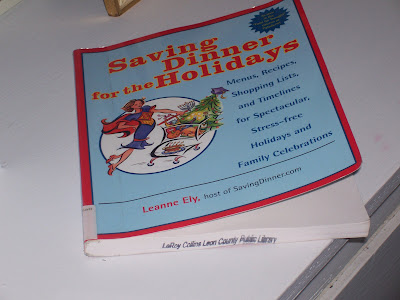 Saving
Dinner
for the Holidays
Menus, Recipes,
Shopping Lists,
and Timelines
for Spectacular,
Stress-free
Holidays and
Family Celebrations
Leanne Ely, host of SavingDinner.com
LeRoy Collins Leon County Public Library